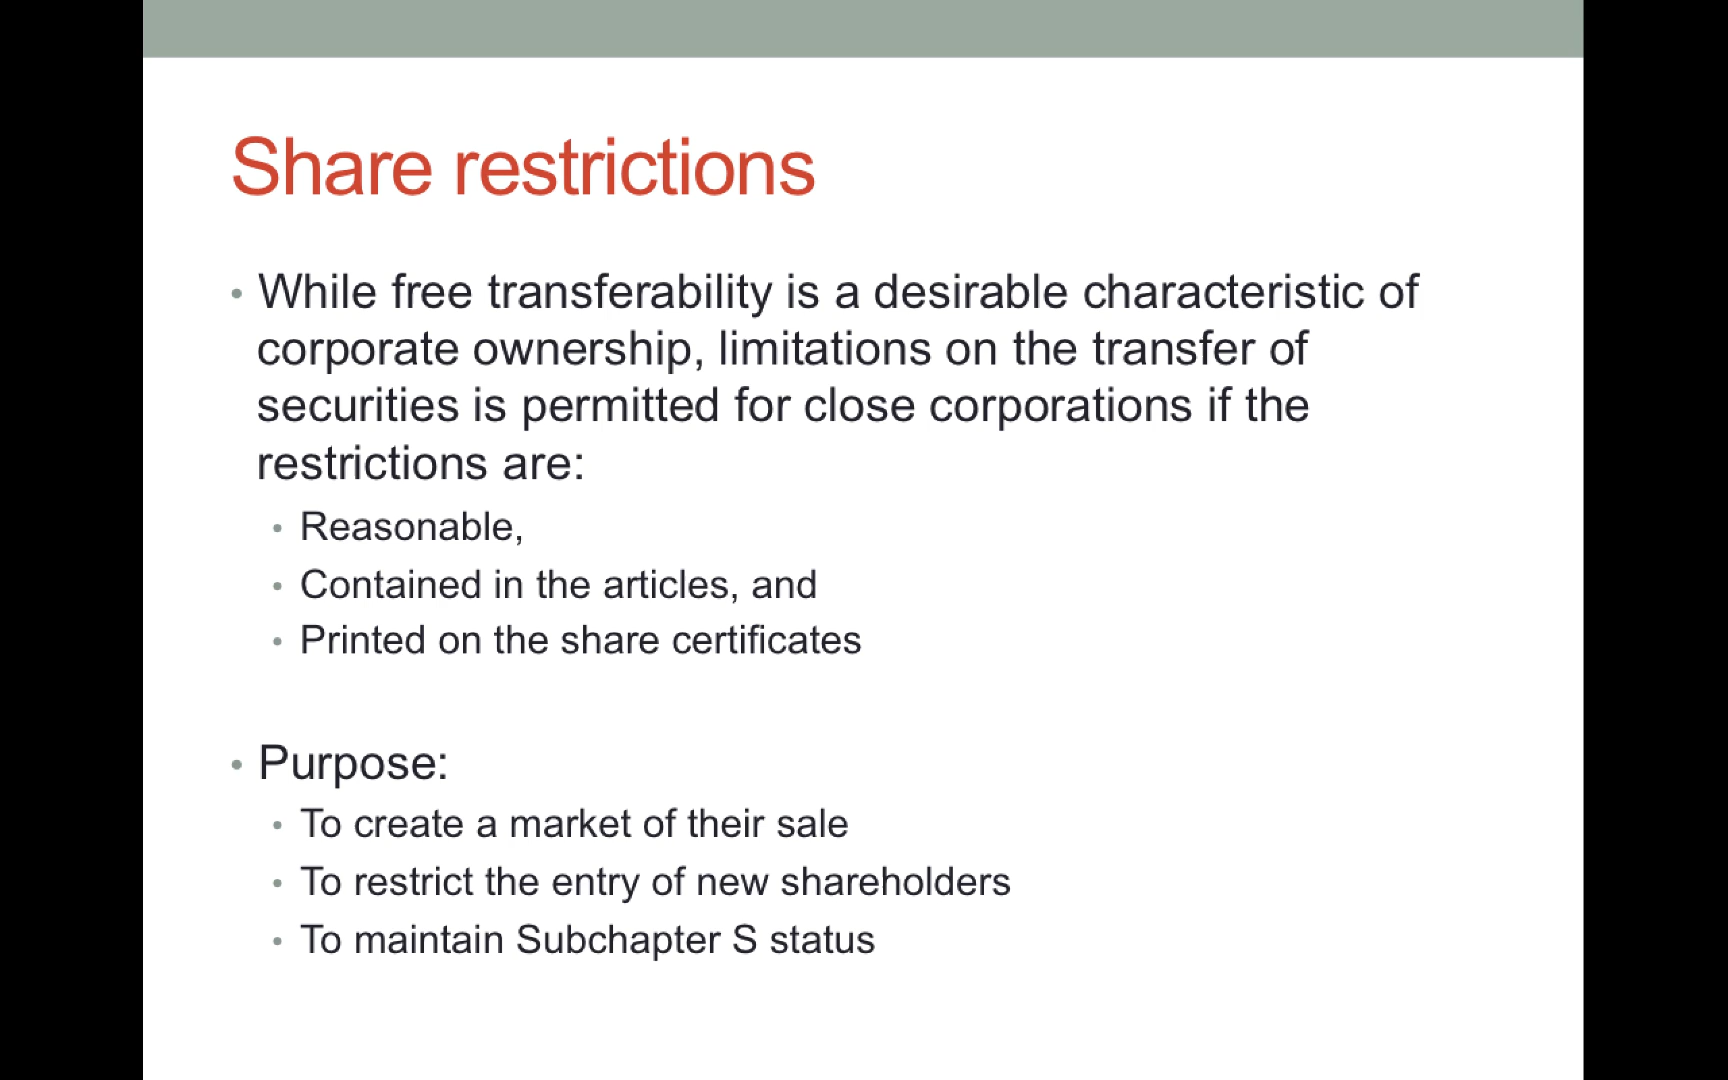 Share restrictions
• While free transferability is a desirable characteristic of
corporate ownership, limitations on the transfer of
securities is permitted for close corporations if the
restrictions are:
• Reasonable,
• Contained in the articles, and
• Printed on the share certificates
• Purpose:
• To create a market of their sale
• To restrict the entry of new shareholders
• To maintain Subchapter S status